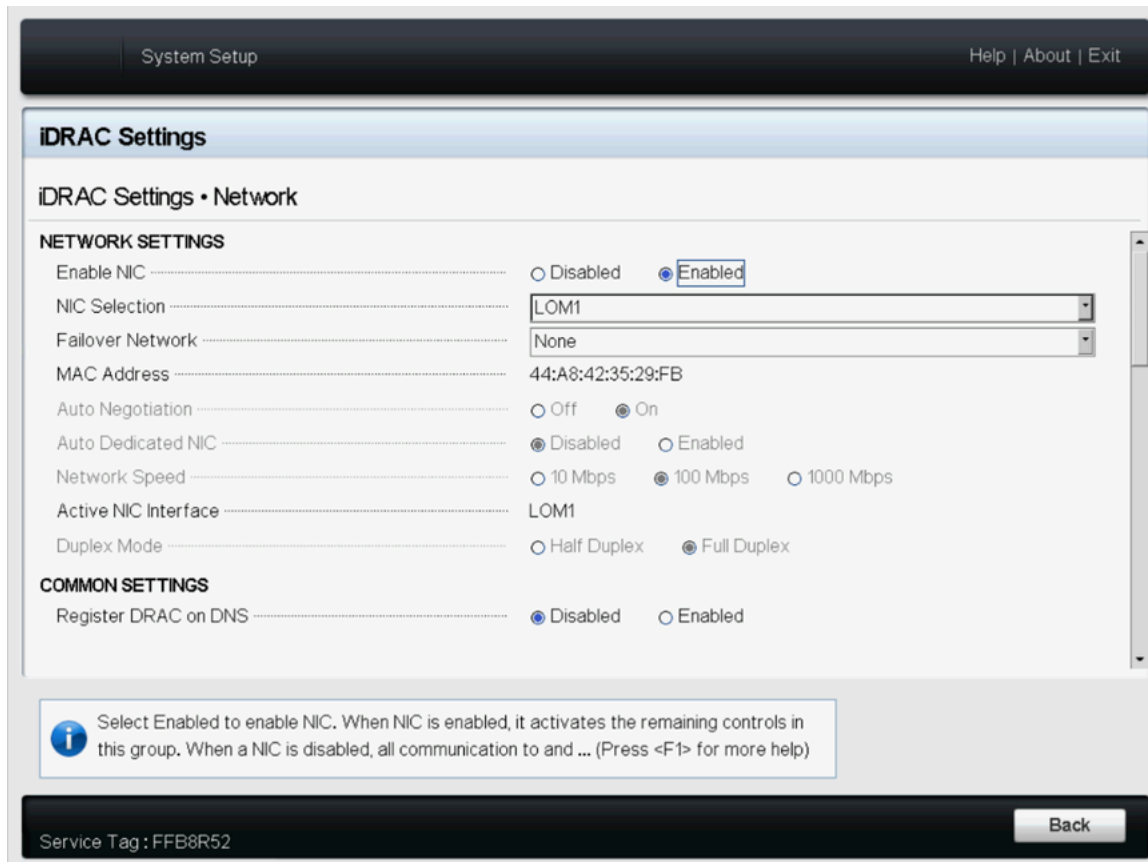 System Setup
Help | About | Exit
iDRAC Settings
iDRAC Settings • Network
NETWORK SETTINGS
Enable NIC Disabled Enabled
NIC Selection LOM1
Failover Network None
MAC Address 44:A8:42:35:29:FB
Auto Negotiation Off On
Auto Dedicated NIC Disabled Enabled
Network Speed 10 Mbps 100 Mbps 1000 Mbps
Active NIC Interface LOM1
Duplex Mode Half Duplex Full Duplex
COMMON SETTINGS
Register DRAC on DNS Disabled Enabled
Select Enabled to enable NIC. When NIC is enabled, it activates the remaining controls in
this group. When a NIC is disabled, all communication to and ... (Press <F1> for more help)
Back
Service Tag : FFB8R52